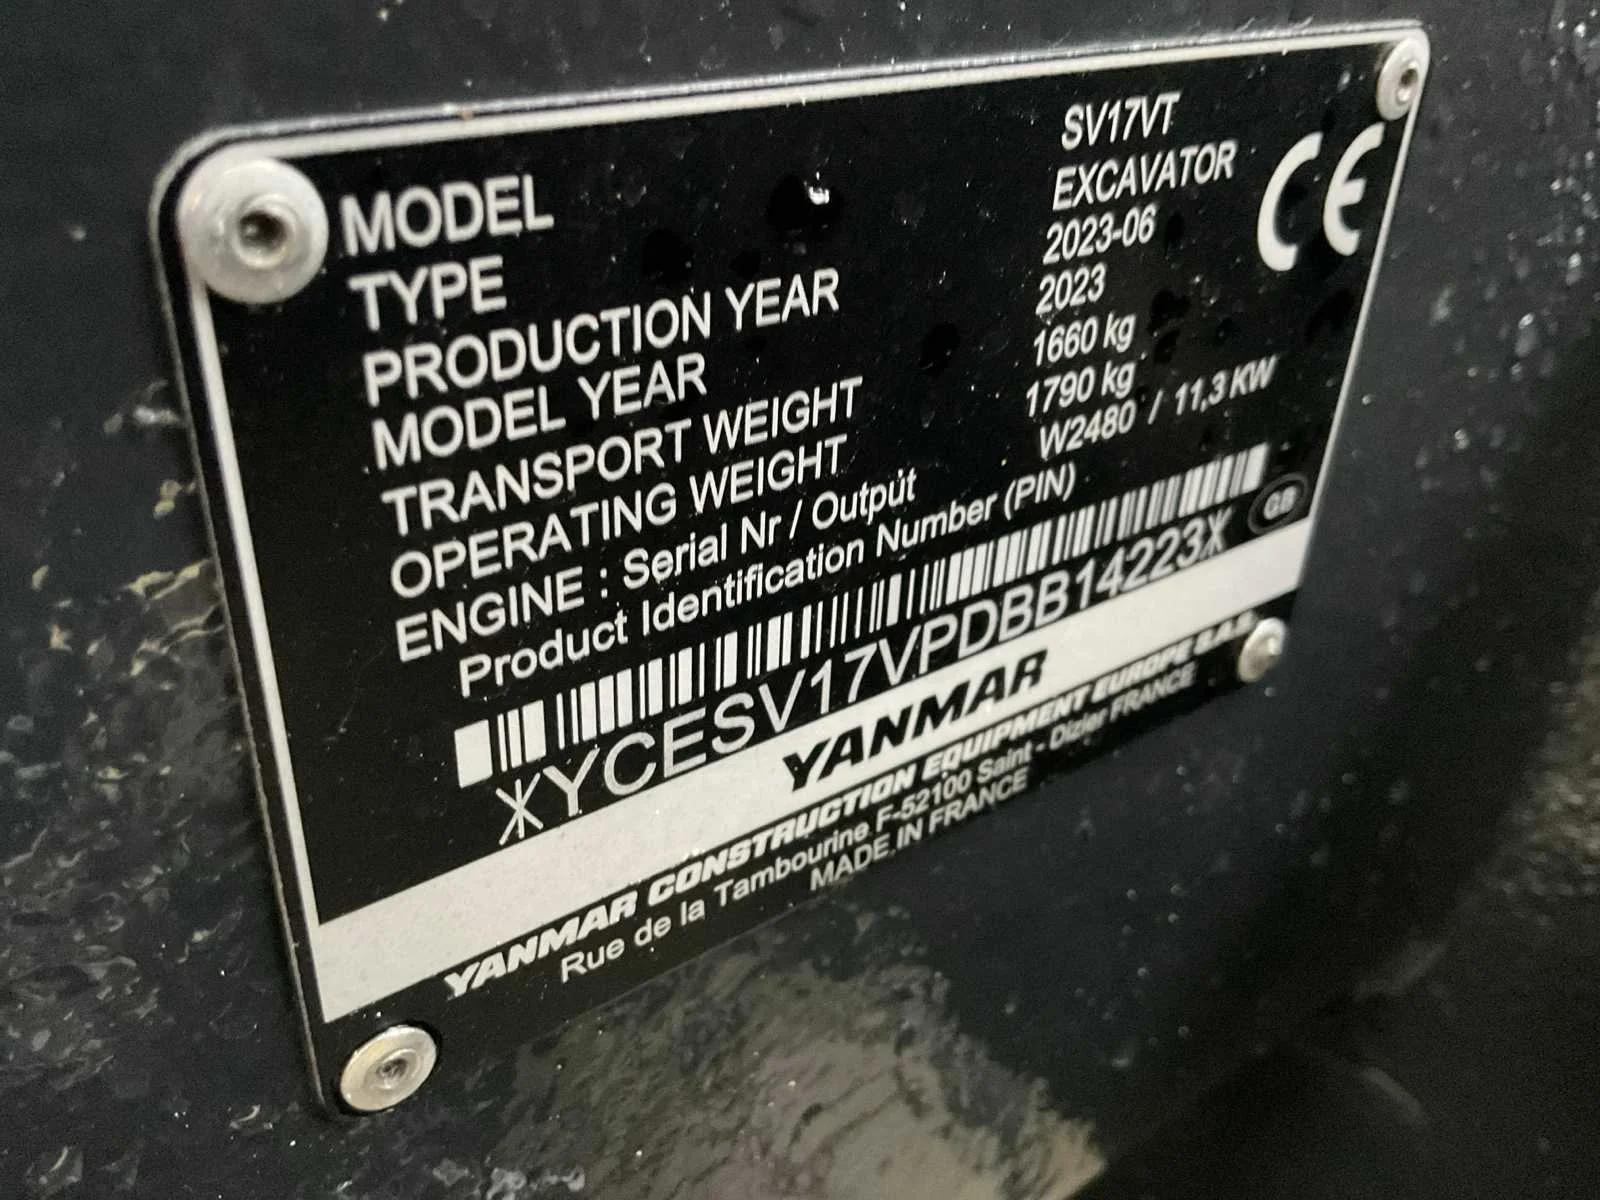 MODEL SV17VT
TYPE EXCAVATOR
PRODUCTION YEAR 2023-06
MODEL YEAR 2023
TRANSPORT WEIGHT 1660 kg
OPERATING WEIGHT 1790 kg
ENGINE : Serial Nr / Output W2480 / 11,3 KW
Product Identification Number (PIN)
CE
GB
*YCESV17VPDBB14223X
YANMAR
YANMAR CONSTRUCTION EQUIPMENT EUROPE S.A.S.
Rue de la Tambourine F-52100 Saint - Dizier FRANCE
MADE IN FRANCE